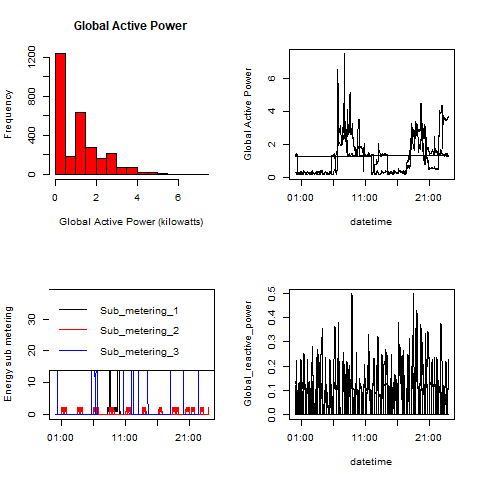 Global Active Power
Frequency
0 400 800 1200
0 2 4 6
Global Active Power (kilowatts)
Global Active Power
0 2 4 6
01:00 11:00 21:00
datetime
Energy sub metering
0 10 20 30
Sub_metering_1
Sub_metering_2
Sub_metering_3
01:00 11:00 21:00
Global_reactive_power
0.0 0.1 0.2 0.3 0.4 0.5
01:00 11:00 21:00
datetime